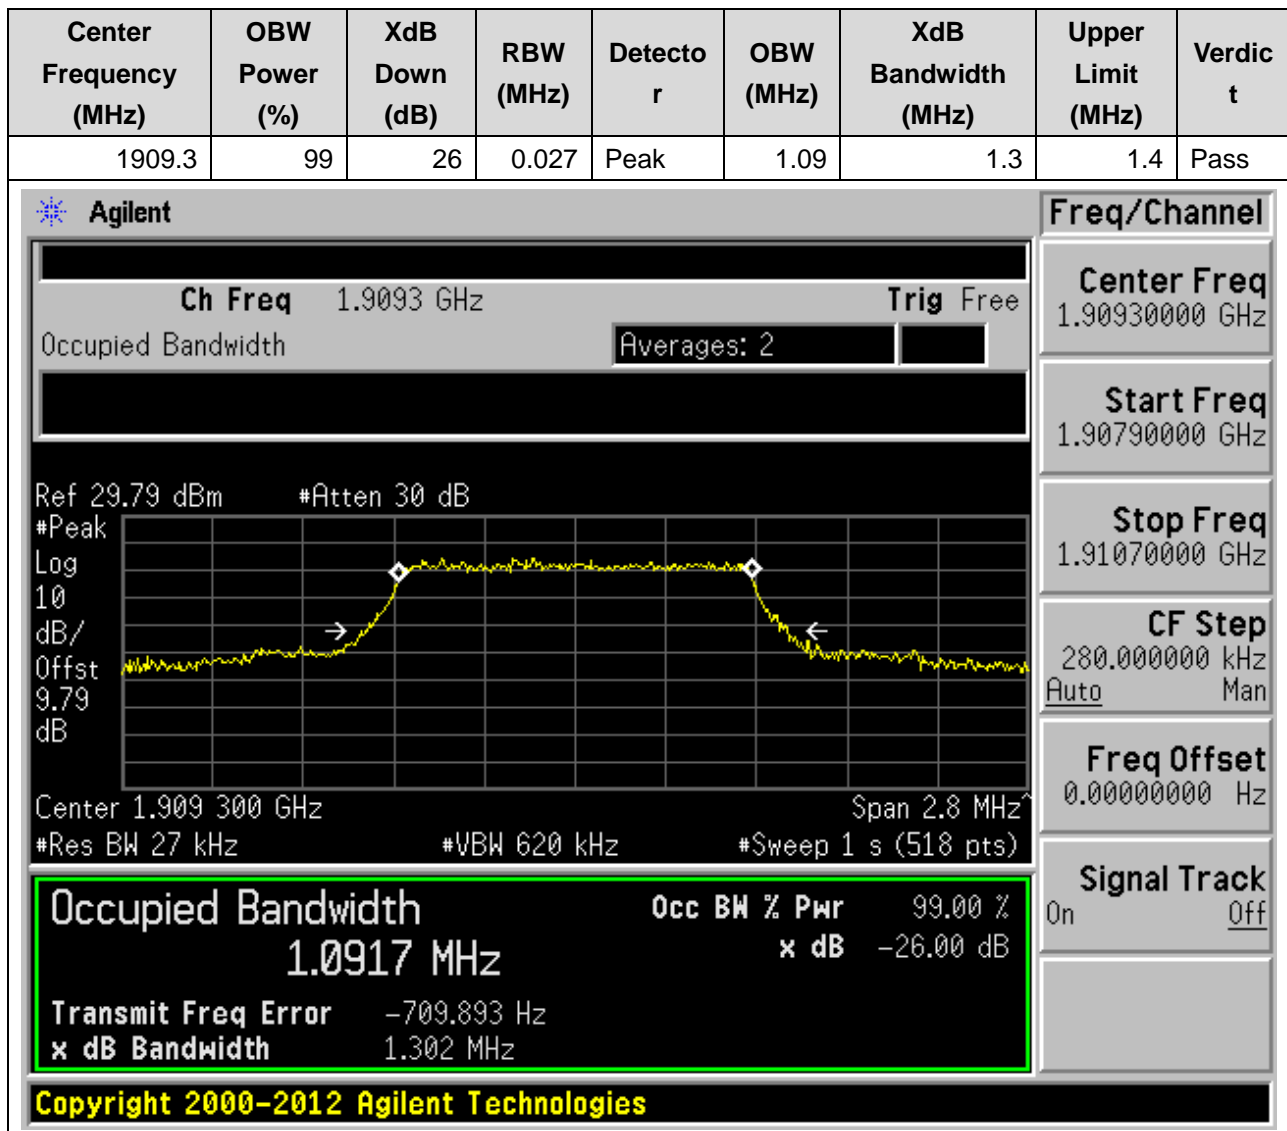 Center Frequency (MHz) OBW Power (%) XdB Down (dB) RBW (MHz) Detecto r OBW (MHz) XdB Bandwidth (MHz) Upper Limit (MHz) Verdic t
1909.3 99 26 0.027 Peak 1.09 1.3 1.4 Pass
Agilent
Freq/Channel
Ch Freq 1.9093 GHz Trig Free
Occupied Bandwidth Averages: 2
Center Freq
1.90930000 GHz
Start Freq
1.90790000 GHz
Stop Freq
1.91070000 GHz
CF Step
280.000000 kHz
Auto Man
Freq Offset
0.00000000 Hz
Signal Track
On Off
Ref 29.79 dBm #Atten 30 dB
#Peak
Log
10
dB/
Offst
9.79
dB
Center 1.909 300 GHz Span 2.8 MHz^
#Res BW 27 kHz #VBW 620 kHz #Sweep 1 s (518 pts)
Occupied Bandwidth Occ BW % Pwr 99.00 %
1.0917 MHz x dB -26.00 dB
Transmit Freq Error -709.893 Hz
x dB Bandwidth 1.302 MHz
Copyright 2000-2012 Agilent Technologies